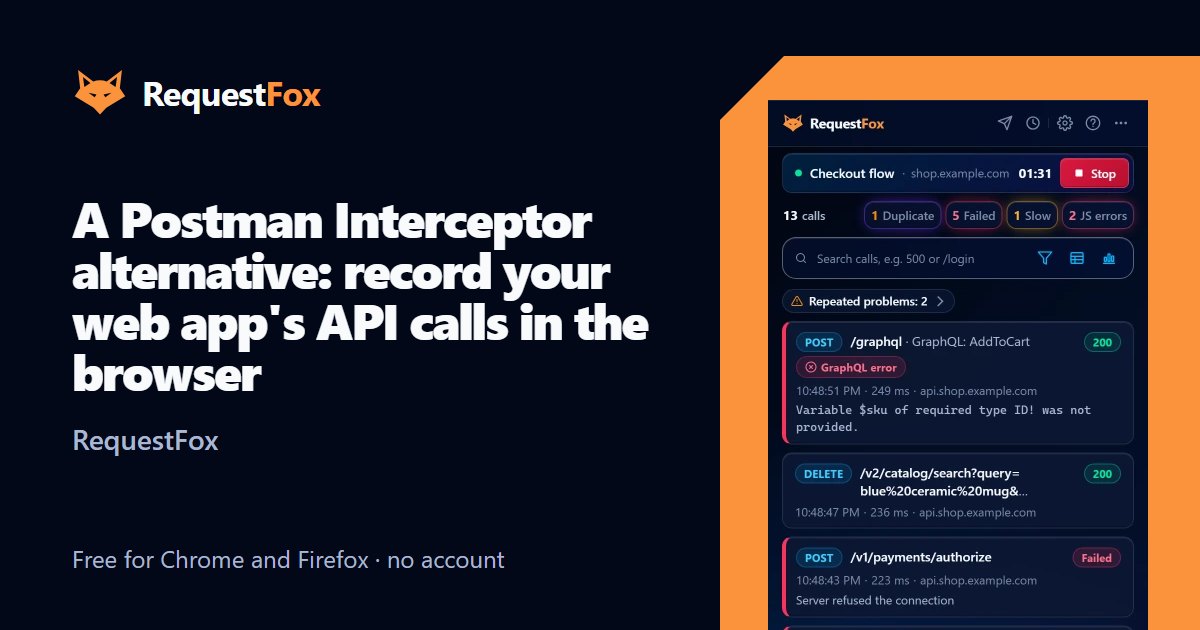 RequestFox
A Postman Interceptor
alternative: record your
web app's API calls in the
browser
RequestFox
Free for Chrome and Firefox · no account
RequestFox
Checkout flow · shop.example.com 01:31 Stop
13 calls 1 Duplicate 5 Failed 1 Slow 2 JS errors
Search calls, e.g. 500 or /login
Repeated problems: 2
POST /graphql · GraphQL: AddToCart 200
GraphQL error
10:48:51 PM · 249 ms · api.shop.example.com
Variable $sku of required type ID! was not
provided.
DELETE /v2/catalog/search?query=
blue%20ceramic%20mug&... 200
10:48:47 PM · 236 ms · api.shop.example.com
POST /v1/payments/authorize Failed
10:48:43 PM · 223 ms · api.shop.example.com
Server refused the connection